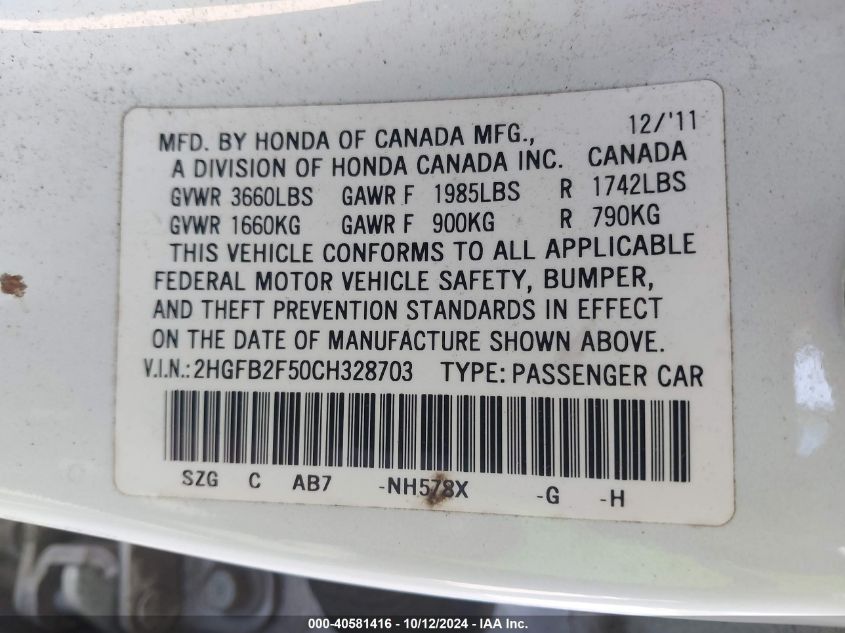 MFD. BY HONDA OF CANADA MFG., 12/'11
A DIVISION OF HONDA CANADA INC. CANADA
GVWR 3660LBS GAWR F 1985LBS R 1742LBS
GVWR 1660KG GAWR F 900KG R 790KG
THIS VEHICLE CONFORMS TO ALL APPLICABLE
FEDERAL MOTOR VEHICLE SAFETY, BUMPER,
AND THEFT PREVENTION STANDARDS IN EFFECT
ON THE DATE OF MANUFACTURE SHOWN ABOVE.
V.I.N.: 2HGFB2F50CH328703 TYPE: PASSENGER CAR
SZG C AB7 -NH578X -G -H
000-40581416 - 10/12/2024 - IAA Inc.